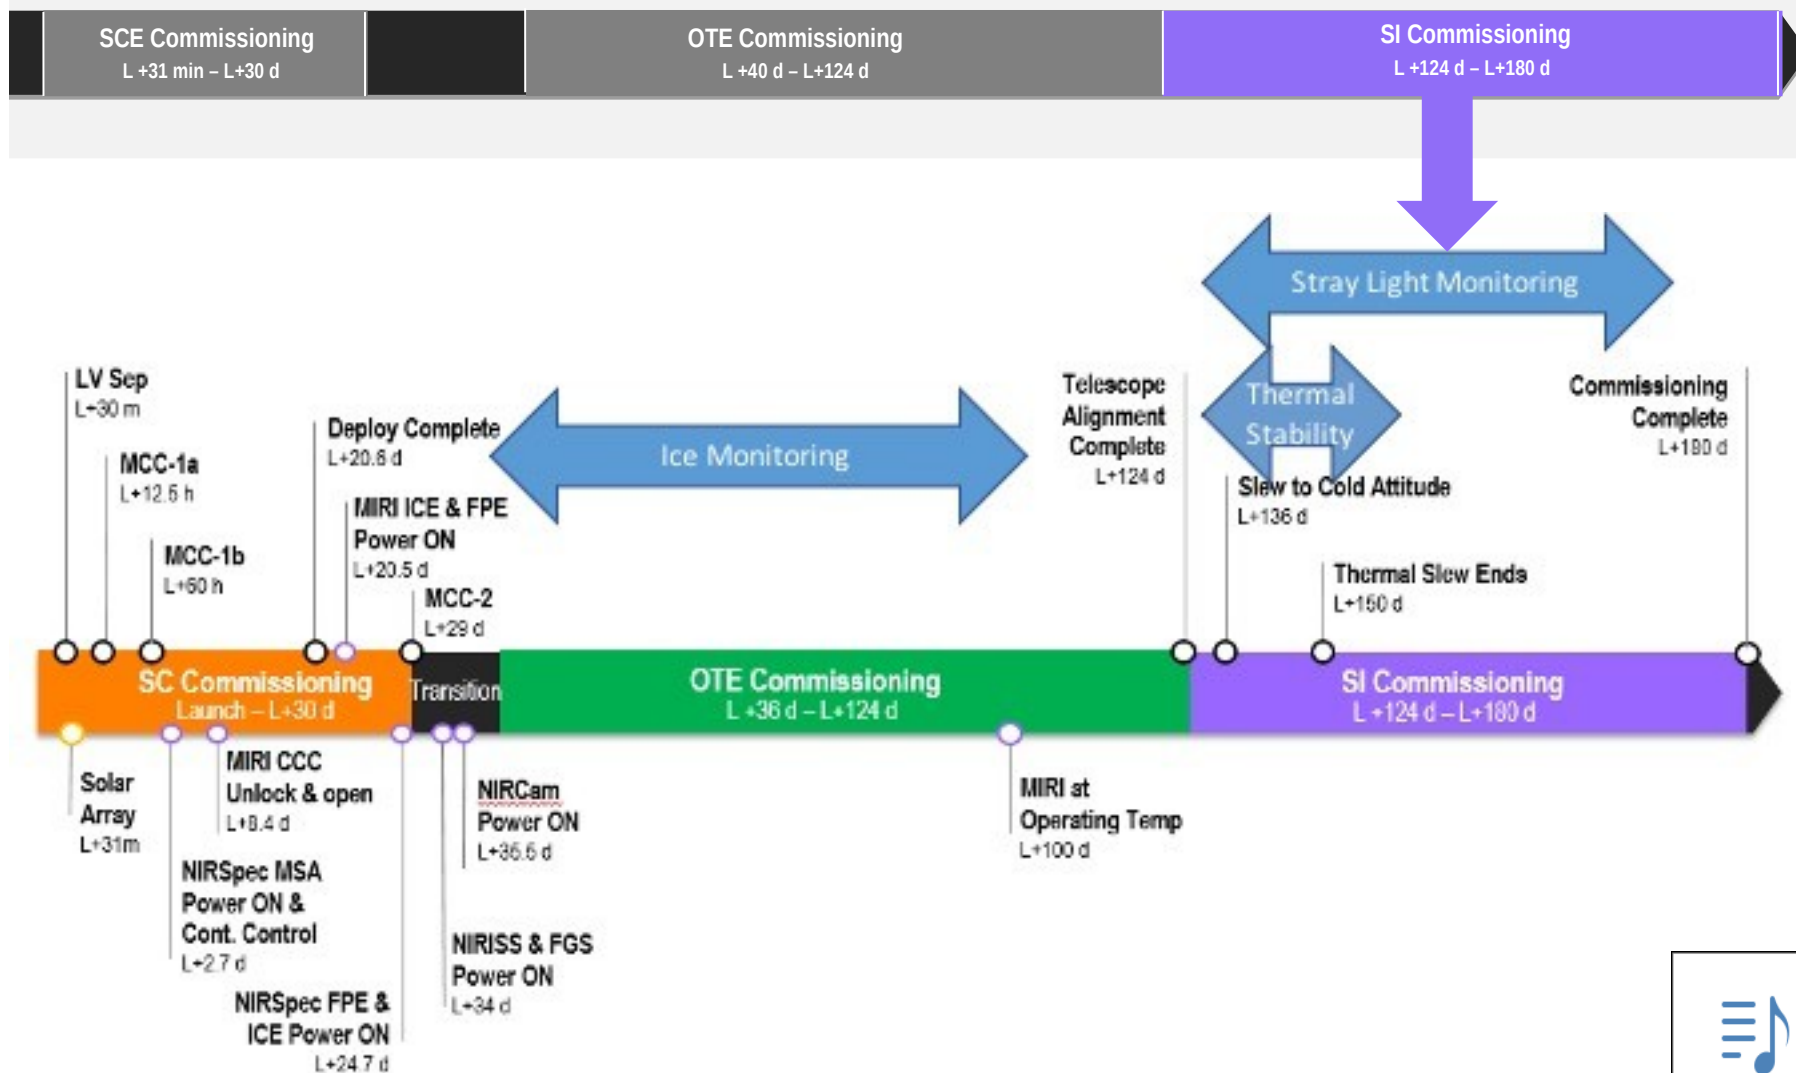 SCE Commissioning
L +31 min – L+30 d
OTE Commissioning
L +40 d – L+124 d
SI Commissioning
L +124 d – L+180 d
Stray Light Monitoring
Thermal
Stability
Ice Monitoring
LV Sep
L+30 m
MCC-1a
L+12.5 h
MCC-1b
L+60 h
Deploy Complete
L+20.6 d
MIRI ICE & FPE
Power ON
L+20.5 d
MCC-2
L+29 d
Telescope
Alignment
Complete
L+124 d
Slew to Cold Attitude
L+136 d
Thermal Slew Ends
L+150 d
Commissioning
Complete
L+180 d
SC Commissioning
Launch – L+30 d
Transition
OTE Commissioning
L +36 d – L+124 d
SI Commissioning
L +124 d – L+180 d
Solar
Array
L+31m
MIRI CCC
Unlock & open
L+8.4 d
NIRSpec MSA
Power ON &
Cont. Control
L+2.7 d
NIRSpec FPE &
ICE Power ON
L+24.7 d
NIRCam
Power ON
L+35.5 d
NIRISS & FGS
Power ON
L+34 d
MIRI at
Operating Temp
L+100 d